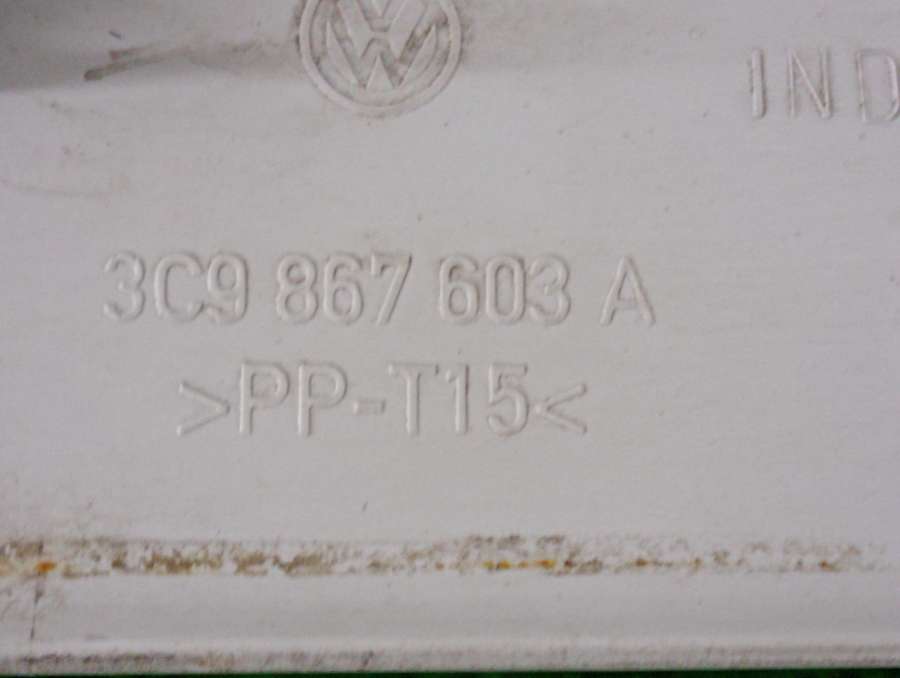 IND
3C9 867 603 A
>PP-T15<